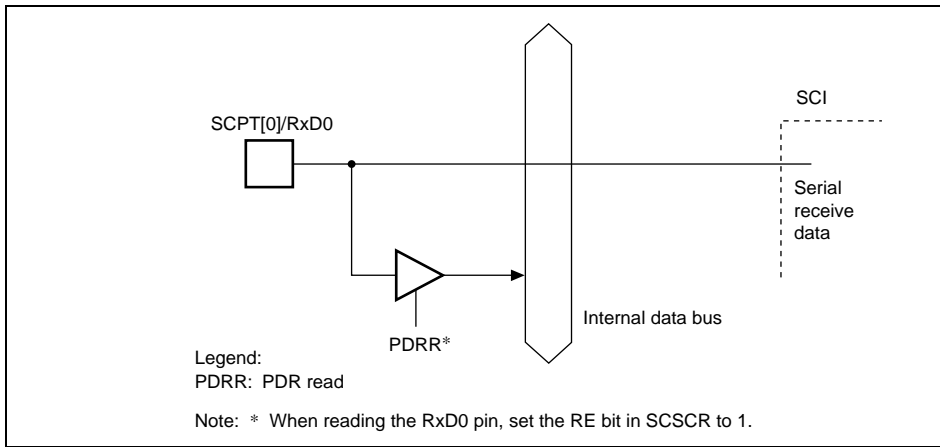 SCI
SCPT[0]/RxD0
Serial
receive
data
Internal data bus
PDRR*
Legend:
PDRR: PDR read
Note: * When reading the RxD0 pin, set the RE bit in SCSCR to 1.